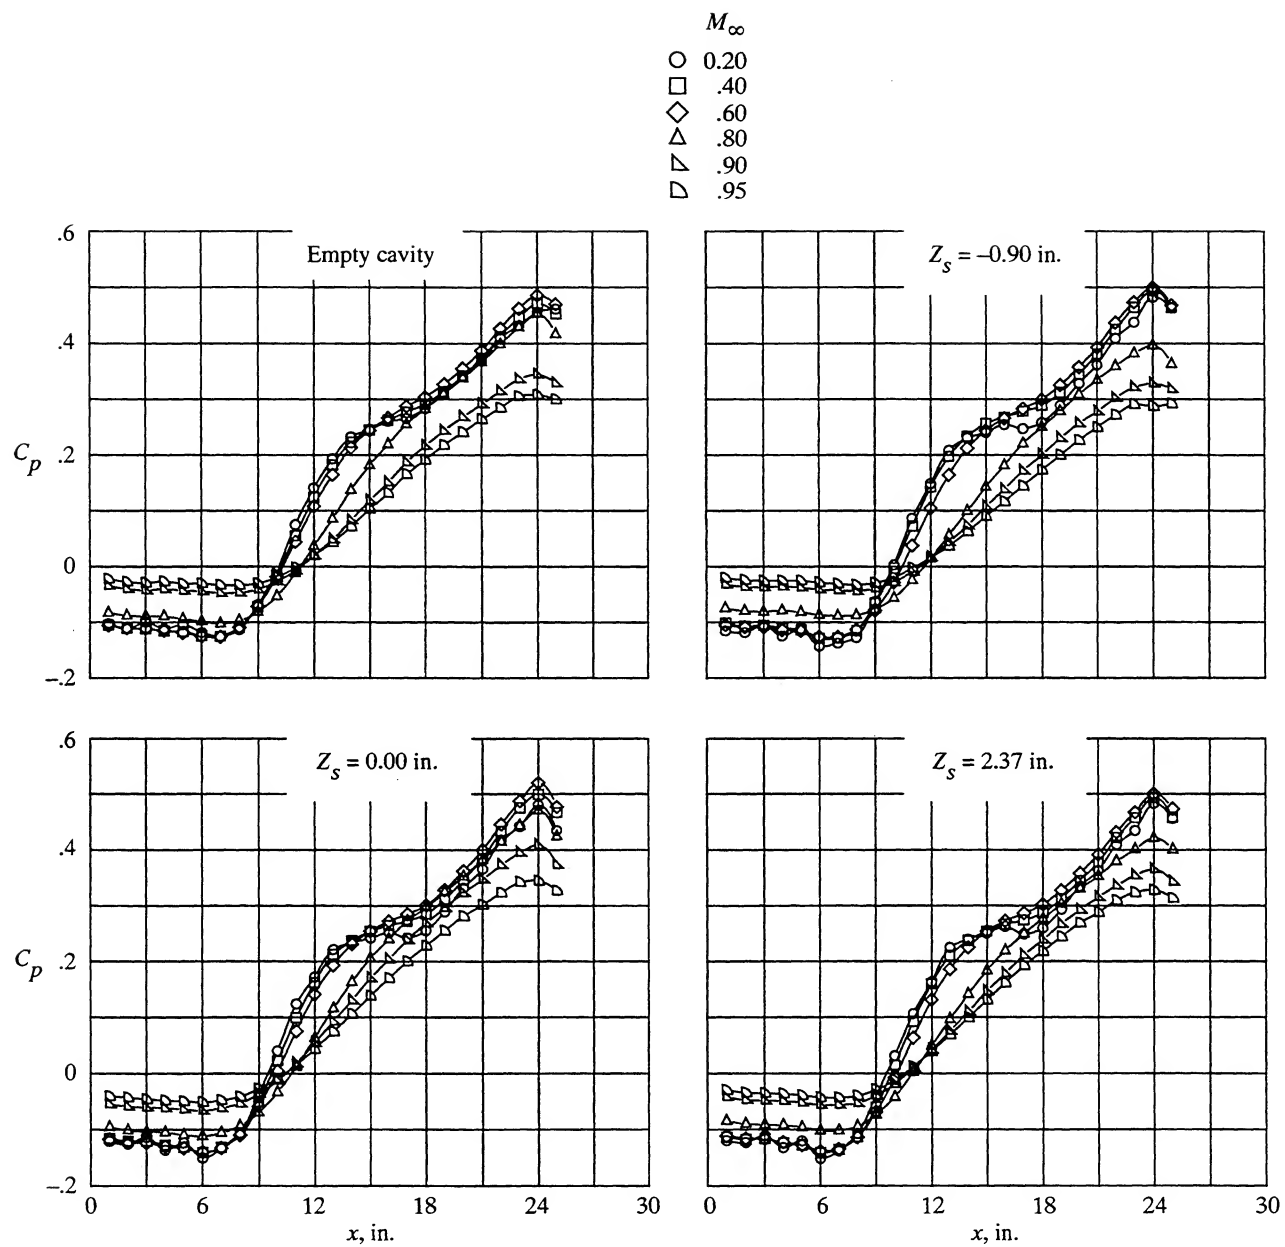 M∞
0.20
.40
.60
.80
.90
.95
Empty cavity
Zs = –0.90 in.
.6
.4
Cp
.2
0
–.2
Zs = 0.00 in.
Zs = 2.37 in.
.6
.4
Cp
.2
0
–.2
0 6 12 18 24 30 0 6 12 18 24 30
x, in. x, in.